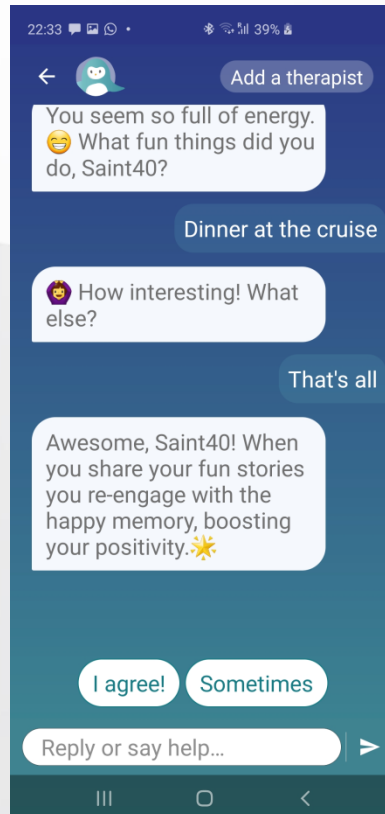 22:33 39%
Add a therapist
You seem so full of energy.
😁 What fun things did you
do, Saint40?
Dinner at the cruise
🙆‍♀️ How interesting! What
else?
That's all
Awesome, Saint40! When
you share your fun stories
you re-engage with the
happy memory, boosting
your positivity.🌟
I agree! Sometimes
Reply or say help...